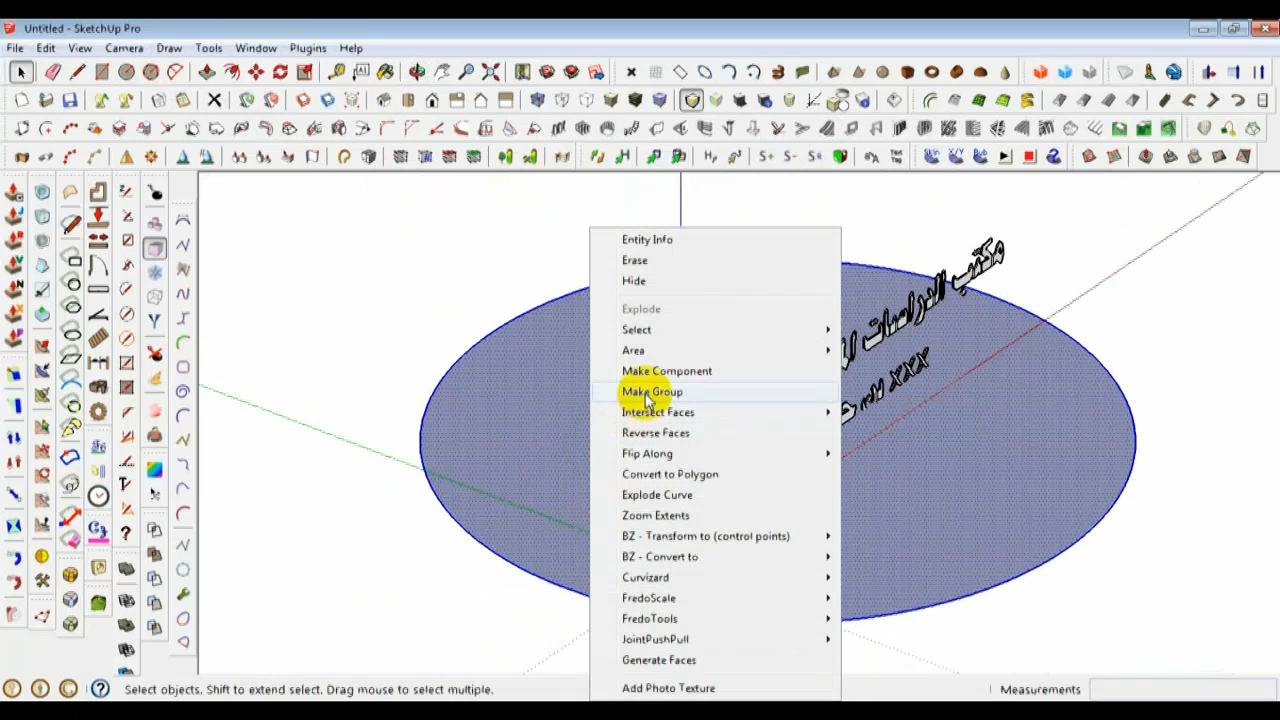 Untitled - SketchUp Pro
File Edit View Camera Draw Tools Window Plugins Help
Entity Info
Erase
Hide
Explode
Select
Area
Make Component
Make Group
Intersect Faces
Reverse Faces
Flip Along
Convert to Polygon
Explode Curve
Zoom Extents
BZ - Transform to (control points)
BZ - Convert to
Curvizard
FredoScale
FredoTools
JointPushPull
Generate Faces
Add Photo Texture
مكتب الدراسات
XXX
Select objects. Shift to extend select. Drag mouse to select multiple.
Measurements